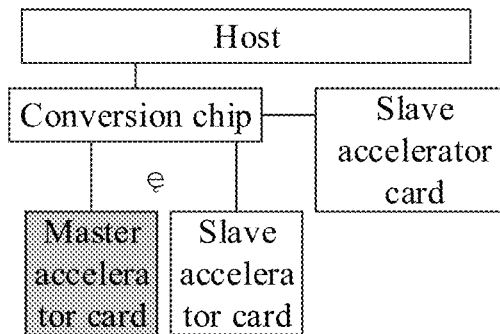 Host
Conversion chip
Slave
accelerator
card
e
Master
accelera
tor card
Slave
accelera
tor card